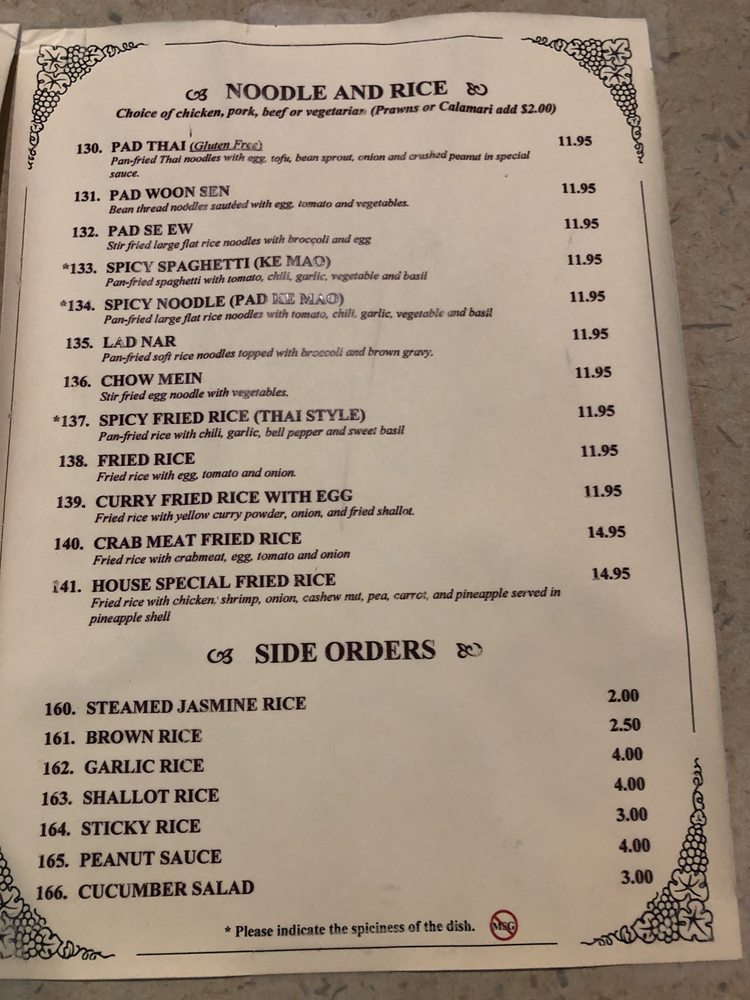 NOODLE AND RICE
Choice of chicken, pork, beef or vegetarian (Prawns or Calamari add $2.00)
130. PAD THAI (Gluten Free) 11.95
Pan-fried Thai noodles with egg, tofu, bean sprout, onion and crushed peanut in special
sauce.
131. PAD WOON SEN 11.95
Bean thread noodles sautéed with egg, tomato and vegetables.
132. PAD SE EW 11.95
Stir fried large flat rice noodles with broccoli and egg
*133. SPICY SPAGHETTI (KE MAO) 11.95
Pan-fried spaghetti with tomato, chili, garlic, vegetable and basil
*134. SPICY NOODLE (PAD KE MAO) 11.95
Pan-fried large flat rice noodles with tomato, chili, garlic, vegetable and basil
135. LAD NAR 11.95
Pan-fried soft rice noodles topped with broccoli and brown gravy.
136. CHOW MEIN 11.95
Stir fried egg noodle with vegetables.
*137. SPICY FRIED RICE (THAI STYLE) 11.95
Pan-fried rice with chili, garlic, bell pepper and sweet basil
138. FRIED RICE 11.95
Fried rice with egg, tomato and onion.
139. CURRY FRIED RICE WITH EGG 11.95
Fried rice with yellow curry powder, onion, and fried shallot.
140. CRAB MEAT FRIED RICE 14.95
Fried rice with crabmeat, egg, tomato and onion
141. HOUSE SPECIAL FRIED RICE 14.95
Fried rice with chicken, shrimp, onion, cashew nut, pea, carrot, and pineapple served in
pineapple shell
SIDE ORDERS
160. STEAMED JASMINE RICE 2.00
161. BROWN RICE 2.50
162. GARLIC RICE 4.00
163. SHALLOT RICE 4.00
164. STICKY RICE 3.00
165. PEANUT SAUCE 4.00
166. CUCUMBER SALAD 3.00
* Please indicate the spiciness of the dish. MSG